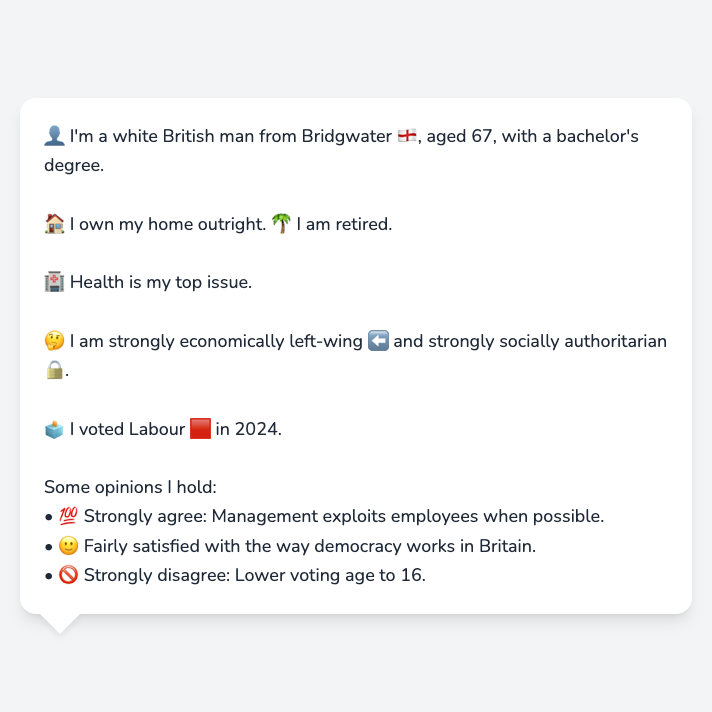 👤 I'm a white British man from Bridgwater 🏴󠁧󠁢󠁥󠁮󠁧󠁿, aged 67, with a bachelor's
degree.
🏠 I own my home outright. 🌴 I am retired.
🏥 Health is my top issue.
🤔 I am strongly economically left-wing ⬅️ and strongly socially authoritarian
🔒.
🗳️ I voted Labour 🟥 in 2024.
Some opinions I hold:
• 💯 Strongly agree: Management exploits employees when possible.
• 🙂 Fairly satisfied with the way democracy works in Britain.
• 🚫 Strongly disagree: Lower voting age to 16.